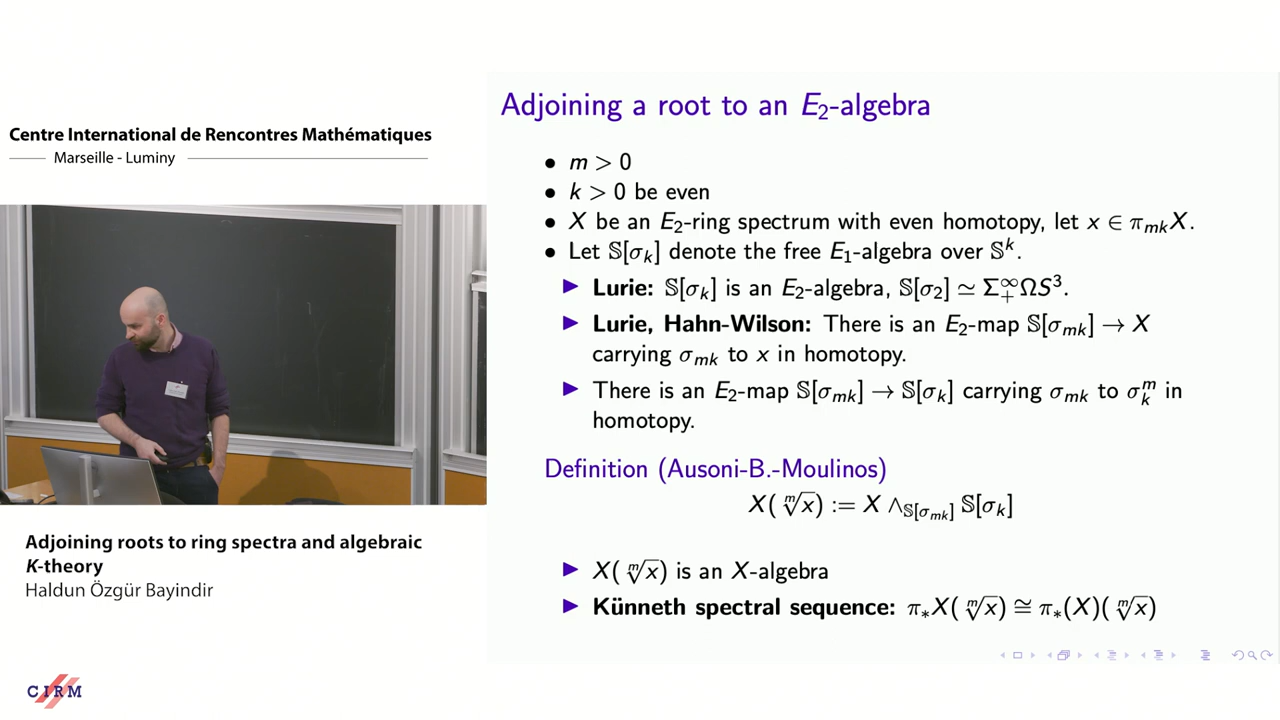 Centre International de Rencontres Mathématiques
Marseille - Luminy
Adjoining roots to ring spectra and algebraic
K-theory
Haldun Özgür Bayindir
CIRM
Adjoining a root to an E₂-algebra
• m > 0
• k > 0 be even
• X be an E₂-ring spectrum with even homotopy, let x ∈ π_{mk}X.
• Let 𝕊[σ_k] denote the free E₁-algebra over 𝕊^k.
▶ Lurie: 𝕊[σ_k] is an E₂-algebra, 𝕊[σ₂] ≃ Σ^∞_+ ΩS³.
▶ Lurie, Hahn-Wilson: There is an E₂-map 𝕊[σ_{mk}] → X
carrying σ_{mk} to x in homotopy.
▶ There is an E₂-map 𝕊[σ_{mk}] → 𝕊[σ_k] carrying σ_{mk} to σ_k^m in
homotopy.
Definition (Ausoni-B.-Moulinos)
X(ᵐ√x) := X ∧_{𝕊[σ_{mk}]} 𝕊[σ_k]
▶ X(ᵐ√x) is an X-algebra
▶ Künneth spectral sequence: π_*X(ᵐ√x) ≅ π_*(X)(ᵐ√x)